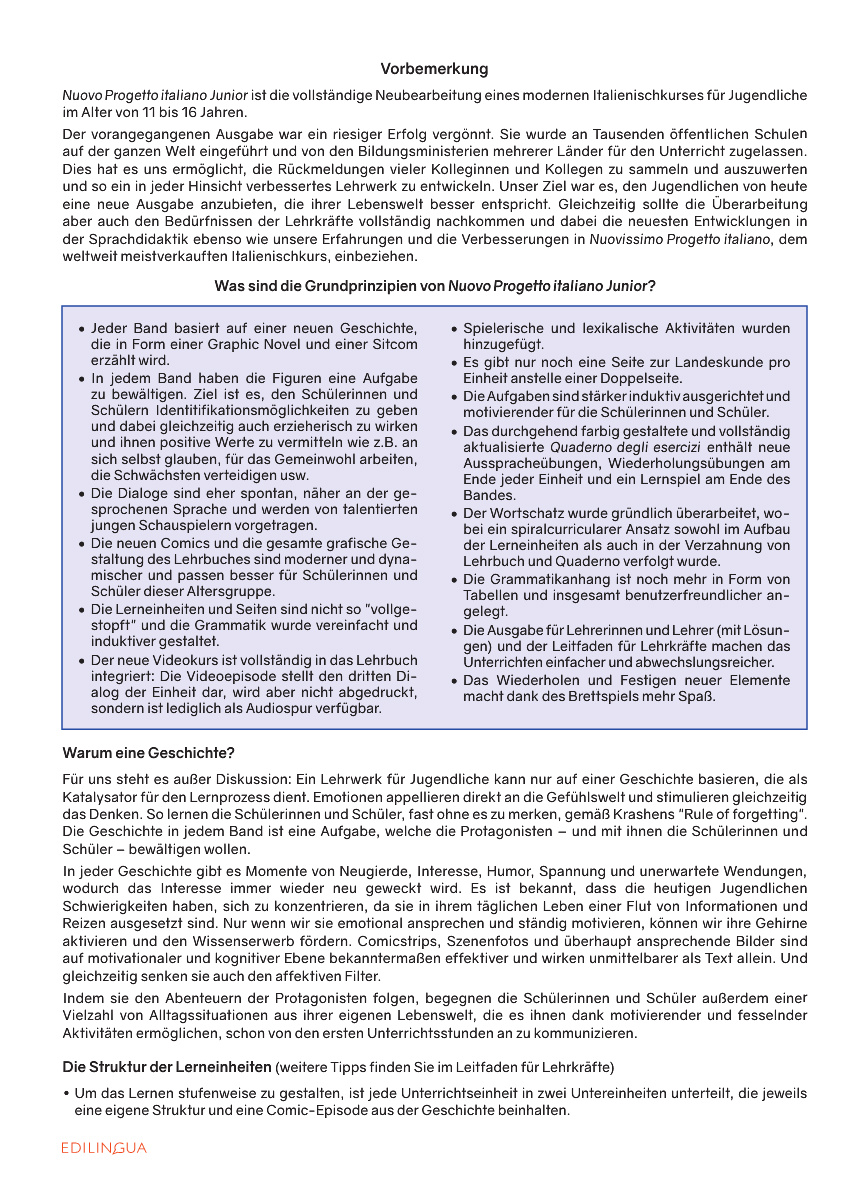 Vorbemerkung
Nuovo Progetto italiano Junior ist die vollständige Neubearbeitung eines modernen Italienischkurses für Jugendliche
im Alter von 11 bis 16 Jahren.
Der vorangegangenen Ausgabe war ein riesiger Erfolg vergönnt. Sie wurde an Tausenden öffentlichen Schulen
auf der ganzen Welt eingeführt und von den Bildungsministerien mehrerer Länder für den Unterricht zugelassen.
Dies hat es uns ermöglicht, die Rückmeldungen vieler Kolleginnen und Kollegen zu sammeln und auszuwerten
und so ein in jeder Hinsicht verbessertes Lehrwerk zu entwickeln. Unser Ziel war es, den Jugendlichen von heute
eine neue Ausgabe anzubieten, die ihrer Lebenswelt besser entspricht. Gleichzeitig sollte die Überarbeitung
aber auch den Bedürfnissen der Lehrkräfte vollständig nachkommen und dabei die neuesten Entwicklungen in
der Sprachdidaktik ebenso wie unsere Erfahrungen und die Verbesserungen in Nuovissimo Progetto italiano, dem
weltweit meistverkauften Italienischkurs, einbeziehen.
Was sind die Grundprinzipien von Nuovo Progetto italiano Junior?
• Jeder Band basiert auf einer neuen Geschichte,
die in Form einer Graphic Novel und einer Sitcom
erzählt wird.
• In jedem Band haben die Figuren eine Aufgabe
zu bewältigen. Ziel ist es, den Schülerinnen und
Schülern Identitifikationsmöglichkeiten zu geben
und dabei gleichzeitig auch erzieherisch zu wirken
und ihnen positive Werte zu vermitteln wie z.B. an
sich selbst glauben, für das Gemeinwohl arbeiten,
die Schwächsten verteidigen usw.
• Die Dialoge sind eher spontan, näher an der ge-
sprochenen Sprache und werden von talentierten
jungen Schauspielern vorgetragen.
• Die neuen Comics und die gesamte grafische Ge-
staltung des Lehrbuches sind moderner und dyna-
mischer und passen besser für Schülerinnen und
Schüler dieser Altersgruppe.
• Die Lerneinheiten und Seiten sind nicht so "vollge-
stopft" und die Grammatik wurde vereinfacht und
induktiver gestaltet.
• Der neue Videokurs ist vollständig in das Lehrbuch
integriert: Die Videoepisode stellt den dritten Di-
alog der Einheit dar, wird aber nicht abgedruckt,
sondern ist lediglich als Audiospur verfügbar.
• Spielerische und lexikalische Aktivitäten wurden
hinzugefügt.
• Es gibt nur noch eine Seite zur Landeskunde pro
Einheit anstelle einer Doppelseite.
• Die Aufgaben sind stärker induktiv ausgerichtet und
motivierender für die Schülerinnen und Schüler.
• Das durchgehend farbig gestaltete und vollständig
aktualisierte Quaderno degli esercizi enthält neue
Ausspracheübungen, Wiederholungsübungen am
Ende jeder Einheit und ein Lernspiel am Ende des
Bandes.
• Der Wortschatz wurde gründlich überarbeitet, wo-
bei ein spiralcurricularer Ansatz sowohl im Aufbau
der Lerneinheiten als auch in der Verzahnung von
Lehrbuch und Quaderno verfolgt wurde.
• Die Grammatikanhang ist noch mehr in Form von
Tabellen und insgesamt benutzerfreundlicher an-
gelegt.
• Die Ausgabe für Lehrerinnen und Lehrer (mit Lösun-
gen) und der Leitfaden für Lehrkräfte machen das
Unterrichten einfacher und abwechslungsreicher.
• Das Wiederholen und Festigen neuer Elemente
macht dank des Brettspiels mehr Spaß.
Warum eine Geschichte?
Für uns steht es außer Diskussion: Ein Lehrwerk für Jugendliche kann nur auf einer Geschichte basieren, die als
Katalysator für den Lernprozess dient. Emotionen appellieren direkt an die Gefühlswelt und stimulieren gleichzeitig
das Denken. So lernen die Schülerinnen und Schüler, fast ohne es zu merken, gemäß Krashens "Rule of forgetting".
Die Geschichte in jedem Band ist eine Aufgabe, welche die Protagonisten – und mit ihnen die Schülerinnen und
Schüler – bewältigen wollen.
In jeder Geschichte gibt es Momente von Neugierde, Interesse, Humor, Spannung und unerwartete Wendungen,
wodurch das Interesse immer wieder neu geweckt wird. Es ist bekannt, dass die heutigen Jugendlichen
Schwierigkeiten haben, sich zu konzentrieren, da sie in ihrem täglichen Leben einer Flut von Informationen und
Reizen ausgesetzt sind. Nur wenn wir sie emotional ansprechen und ständig motivieren, können wir ihre Gehirne
aktivieren und den Wissenserwerb fördern. Comicstrips, Szenenfotos und überhaupt ansprechende Bilder sind
auf motivationaler und kognitiver Ebene bekanntermaßen effektiver und wirken unmittelbarer als Text allein. Und
gleichzeitig senken sie auch den affektiven Filter.
Indem sie den Abenteuern der Protagonisten folgen, begegnen die Schülerinnen und Schüler außerdem einer
Vielzahl von Alltagssituationen aus ihrer eigenen Lebenswelt, die es ihnen dank motivierender und fesselnder
Aktivitäten ermöglichen, schon von den ersten Unterrichtsstunden an zu kommunizieren.
Die Struktur der Lerneinheiten (weitere Tipps finden Sie im Leitfaden für Lehrkräfte)
• Um das Lernen stufenweise zu gestalten, ist jede Unterrichtseinheit in zwei Untereinheiten unterteilt, die jeweils
eine eigene Struktur und eine Comic-Episode aus der Geschichte beinhalten.
EDILINGUA